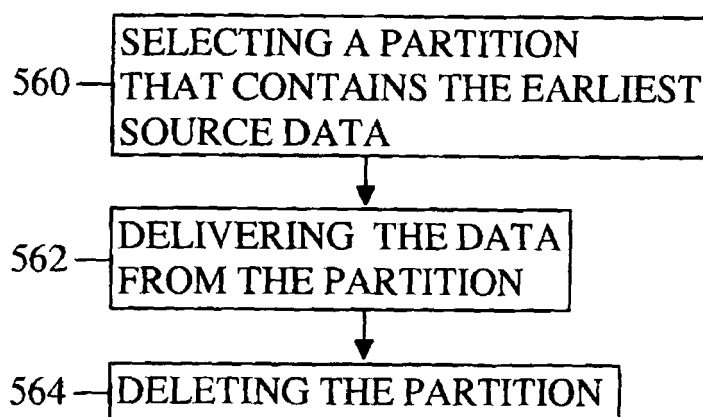 SELECTING A PARTITION
560 THAT CONTAINS THE EARLIEST
SOURCE DATA
DELIVERING THE DATA
562 FROM THE PARTITION
564 DELETING THE PARTITION